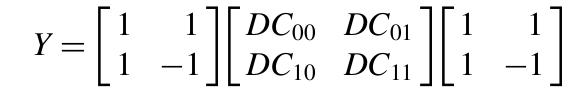 Y = [1 1 1 −1] [DC₀₀ DC₀₁ DC₁₀ DC₁₁] [1 1 1 −1]